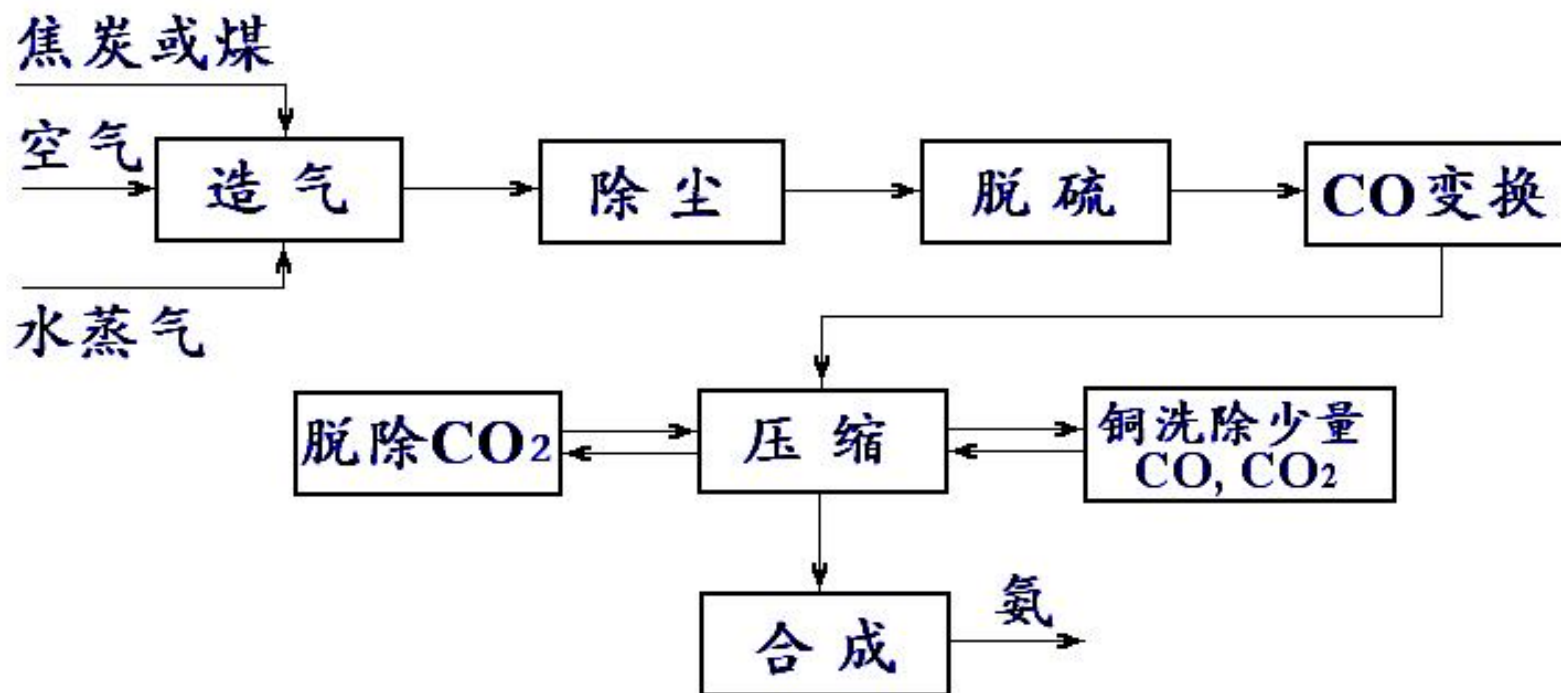 焦炭或煤
空气
造气
除尘
脱硫
CO变换
水蒸气
脱除CO₂
压缩
铜洗除少量
CO, CO₂
合成
氨